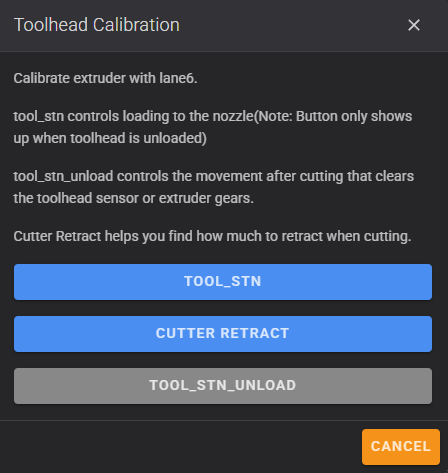 Toolhead Calibration
Calibrate extruder with lane6.
tool_stn controls loading to the nozzle(Note: Button only shows
up when toolhead is unloaded)
tool_stn_unload controls the movement after cutting that clears
the toolhead sensor or extruder gears.
Cutter Retract helps you find how much to retract when cutting.
TOOL_STN
CUTTER RETRACT
TOOL_STN_UNLOAD
CANCEL